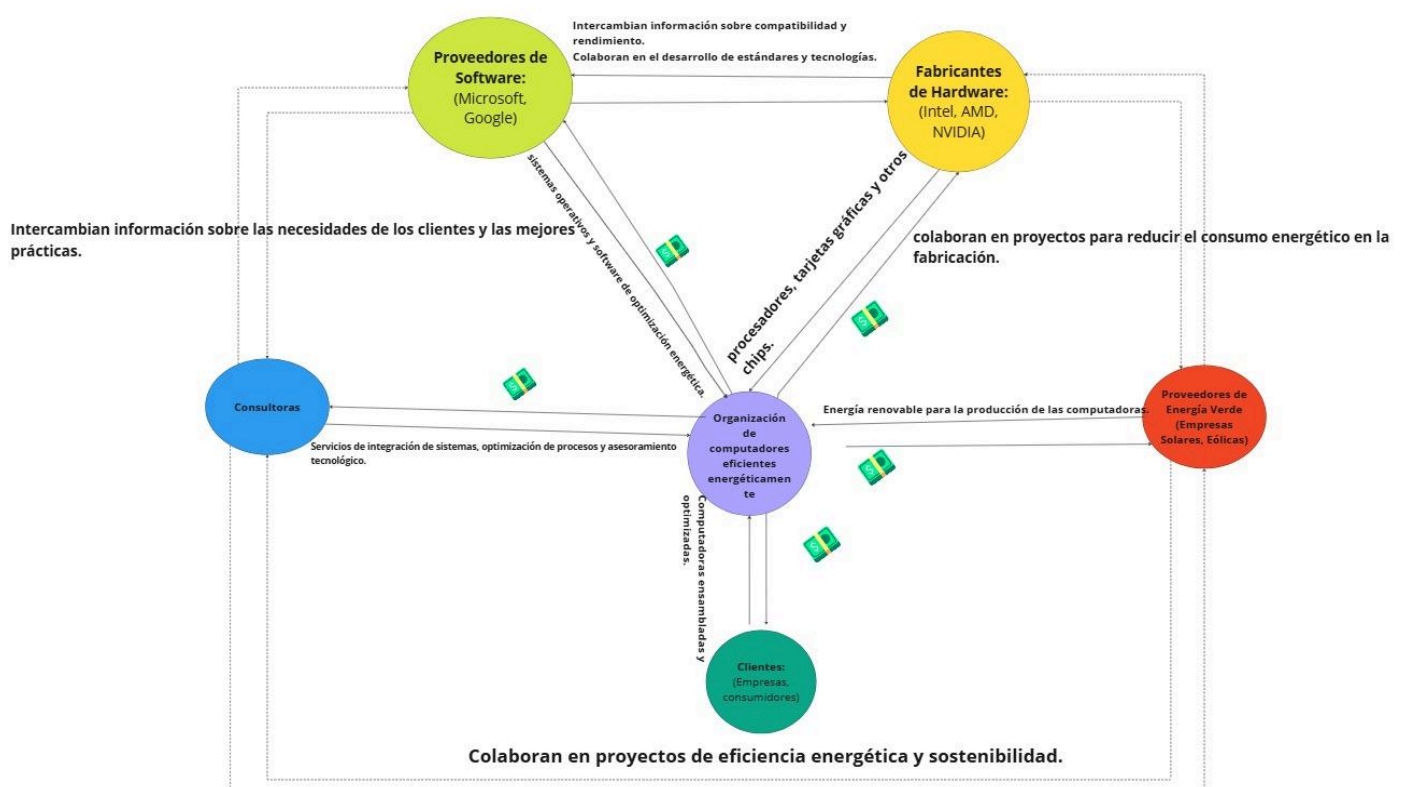 Intercambian información sobre compatibilidad y
rendimiento.
Colaboran en el desarrollo de estándares y tecnologías.
Proveedores de
Software:
(Microsoft,
Google)
Fabricantes
de Hardware:
(Intel, AMD,
NVIDIA)
sistemas operativos y software de optimización energética.
procesadores, tarjetas gráficas y otros
chips.
Intercambian información sobre las necesidades de los clientes y las mejores
prácticas.
colaboran en proyectos para reducir el consumo energético en la
fabricación.
Consultoras
Servicios de integración de sistemas, optimización de procesos y asesoramiento
tecnológico.
Organización
de
computadores
eficientes
energéticamen
te
Energía renovable para la producción de las computadoras.
Proveedores de
Energía Verde
(Empresas
Solares, Eólicas)
Computadoras ensambladas y
optimizadas.
Clientes:
(Empresas,
consumidores)
Colaboran en proyectos de eficiencia energética y sostenibilidad.